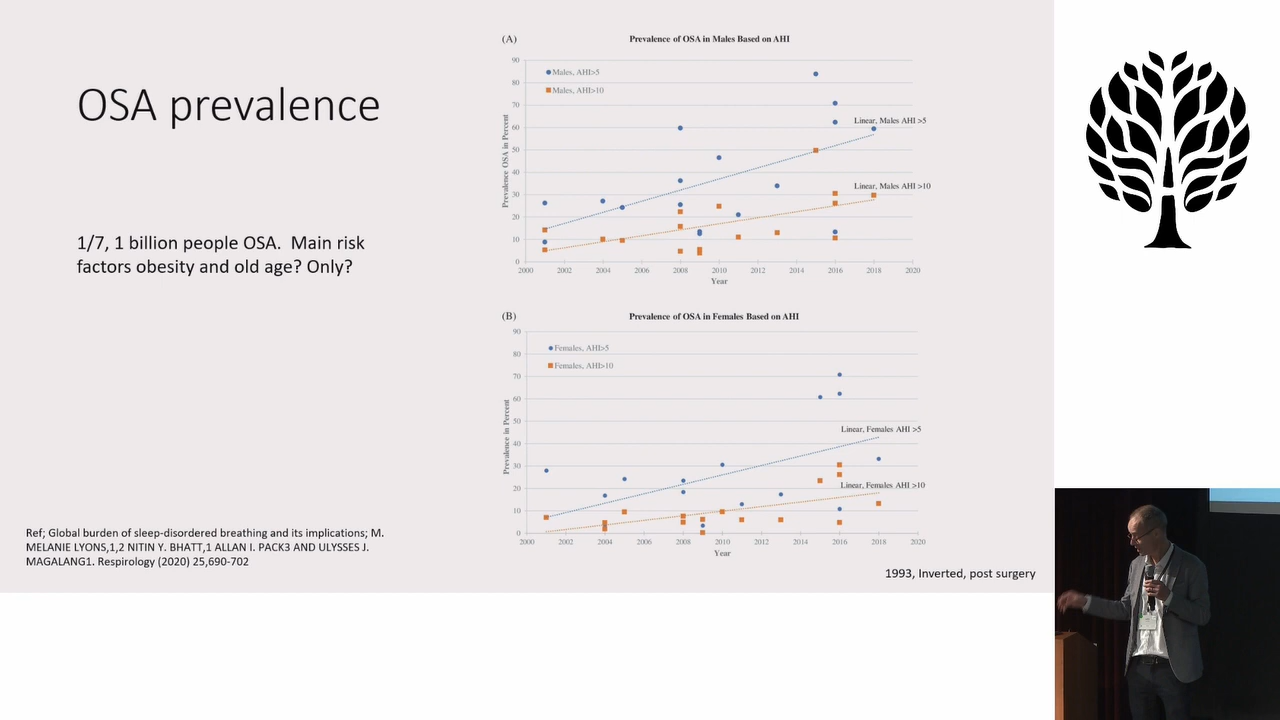 OSA prevalence
1/7, 1 billion people OSA.  Main risk
factors obesity and old age? Only?
Ref; Global burden of sleep-disordered breathing and its implications; M.
MELANIE LYONS,1,2 NITIN Y. BHATT,1 ALLAN I. PACK3 AND ULYSSES J.
MAGALANG1. Respirology (2020) 25,690-702
(A)
Prevalence of OSA in Males Based on AHI
Prevalence OSA in Percent
90
80
70
60
50
40
30
20
10
0
Males, AHI>5
Males, AHI>10
Linear, Males AHI >5
Linear, Males AHI >10
2000 2002 2004 2006 2008 2010 2012 2014 2016 2018 2020
Year
(B)
Prevalence of OSA in Females Based on AHI
Prevalence in Percent
90
80
70
60
50
40
30
20
10
0
Females, AHI>5
Females, AHI>10
Linear, Females AHI >5
Linear, Females AHI >10
2000 2002 2004 2006 2008 2010 2012 2014 2016 2018 2020
Year
1993, Inverted, post surgery